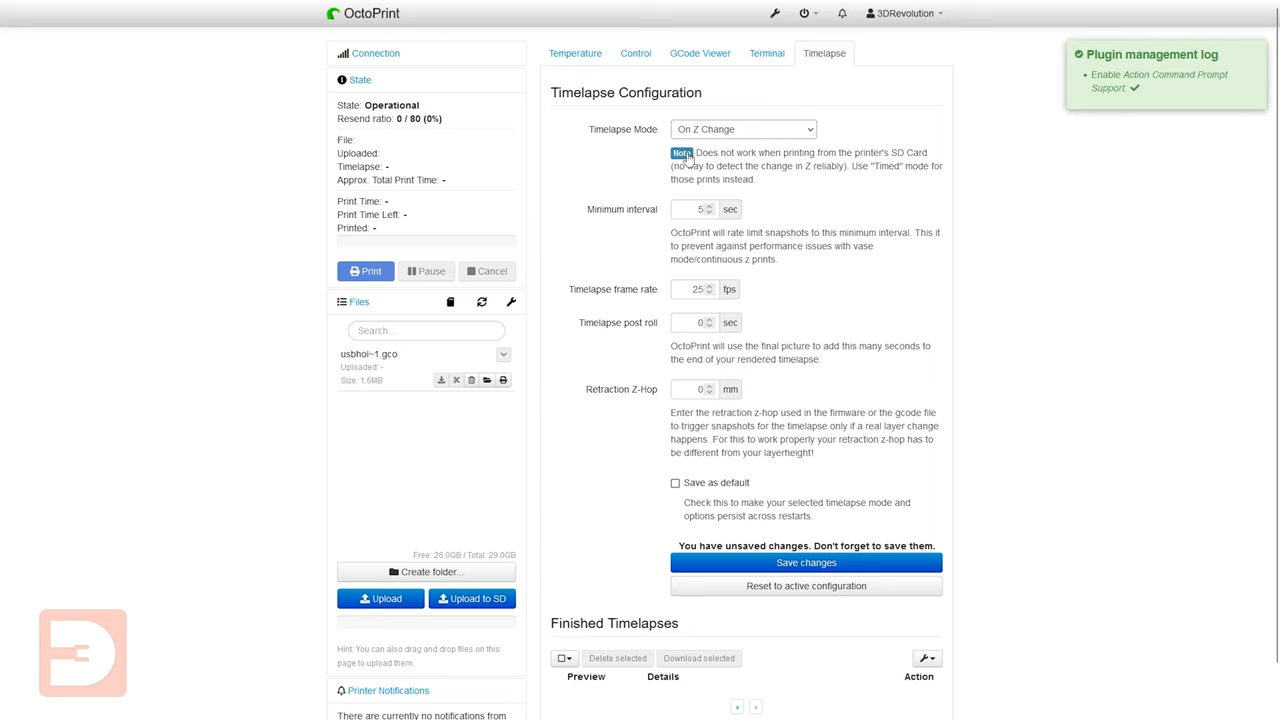 OctoPrint
3DRevolution
Connection
State
State: Operational
Resend ratio: 0 / 80 (0%)
File:
Uploaded:
Timelapse: -
Approx. Total Print Time: -
Print Time: -
Print Time Left: -
Printed: -
Print
Pause
Cancel
Files
Search...
usbhol~1.gco
Uploaded: -
Size: 1.6MB
Free: 26.0GB / Total: 29.0GB
Create folder...
Upload
Upload to SD
Hint: You can also drag and drop files on this
page to upload them.
Printer Notifications
There are currently no notifications from
Temperature
Control
GCode Viewer
Terminal
Timelapse
Timelapse Configuration
Timelapse Mode
On Z Change
Note Does not work when printing from the printer's SD Card
(no way to detect the change in Z reliably). Use "Timed" mode for
those prints instead.
Minimum interval
5 sec
OctoPrint will rate limit snapshots to this minimum interval. This it
to prevent against performance issues with vase
mode/continuous z prints.
Timelapse frame rate
25 fps
Timelapse post roll
0 sec
OctoPrint will use the final picture to add this many seconds to
the end of your rendered timelapse.
Retraction Z-Hop
0 mm
Enter the retraction z-hop used in the firmware or the gcode file
to trigger snapshots for the timelapse only if a real layer change
happens. For this to work properly your retraction z-hop has to
be different from your layerheight!
Save as default
Check this to make your selected timelapse mode and
options persist across restarts.
You have unsaved changes. Don't forget to save them.
Save changes
Reset to active configuration
Finished Timelapses
Delete selected
Download selected
Preview
Details
Action
«
»
Plugin management log
Enable Action Command Prompt
Support: